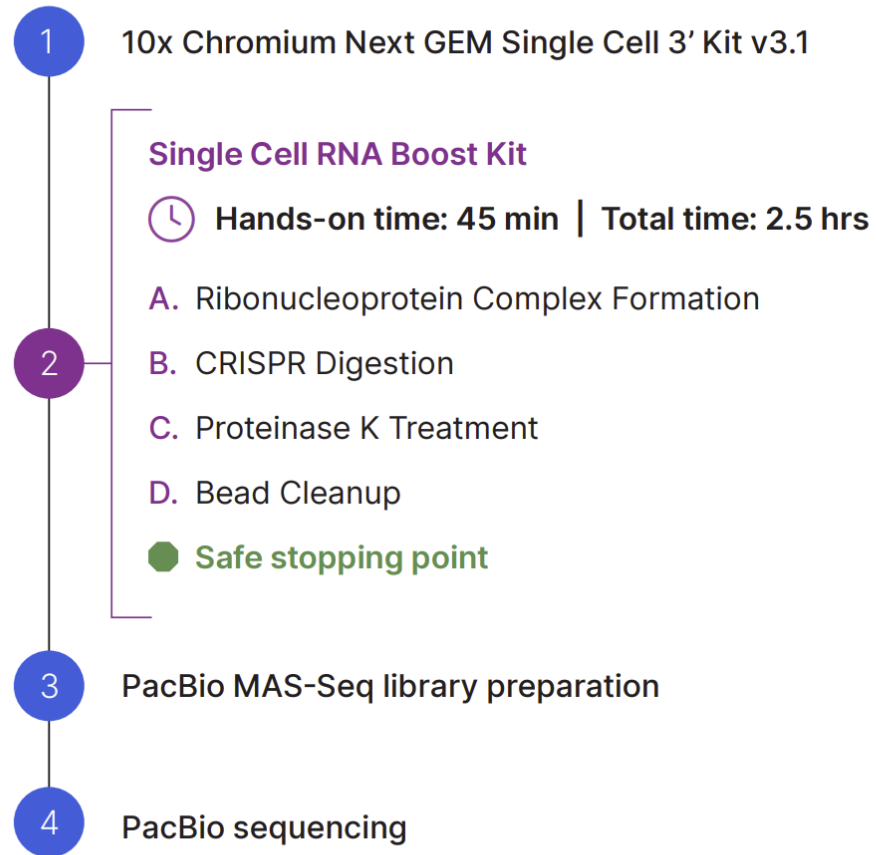 1 10x Chromium Next GEM Single Cell 3’ Kit v3.1
Single Cell RNA Boost Kit
Hands-on time: 45 min | Total time: 2.5 hrs
A. Ribonucleoprotein Complex Formation
2 B. CRISPR Digestion
C. Proteinase K Treatment
D. Bead Cleanup
Safe stopping point
3 PacBio MAS-Seq library preparation
4 PacBio sequencing